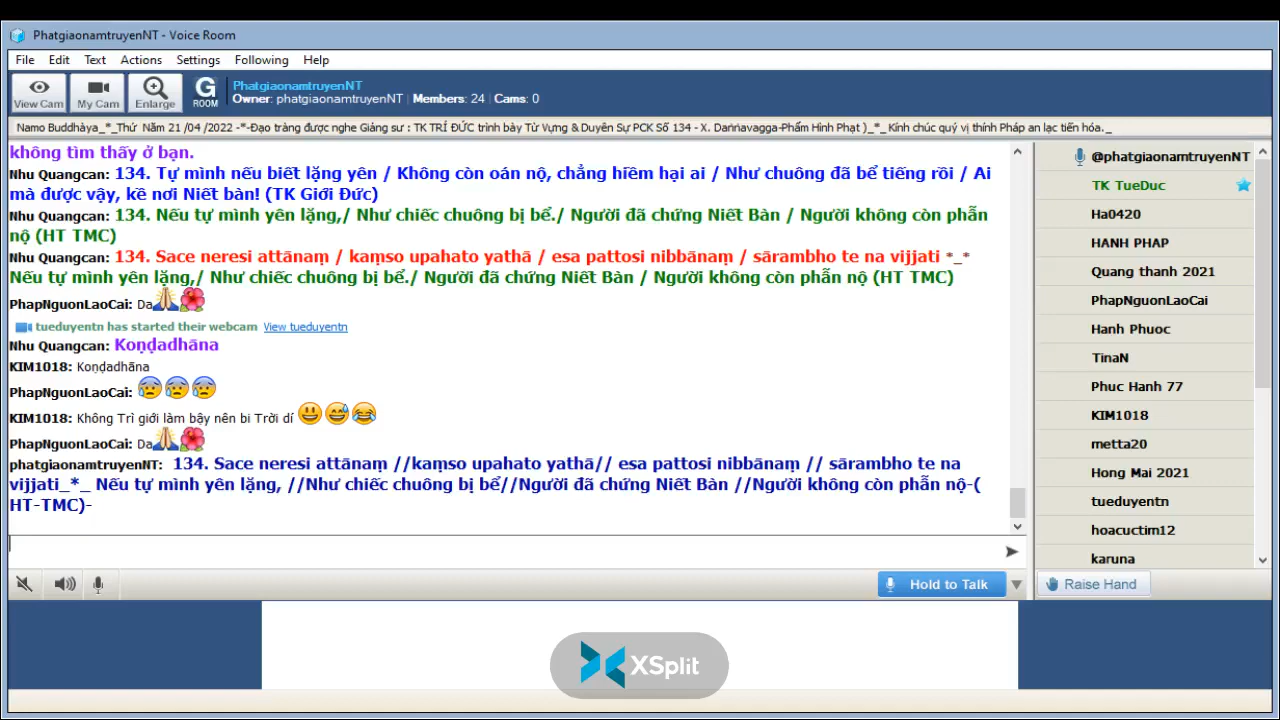 PhatgiaonamtruyenNT - Voice Room
File Edit Text Actions Settings Following Help
View Cam My Cam Enlarge G ROOM
PhatgiaonamtruyenNT
Owner: phatgiaonamtruyenNT | Members: 24 | Cams: 0
Namo Buddhàya_*_Thứ Năm 21 /04 /2022 -*-Đạo tràng được nghe Giảng sư : TK TRÍ ĐỨC trình bày Từ Vựng & Duyên Sự PCK Số 134 - X. Daṇṇavagga-Phẩm Hình Phạt )_*_ Kính chúc quý vị thính Pháp an lạc tiến hóa._
không tìm thấy ở bạn.
Nhu Quangcan: 134. Tự mình nếu biết lặng yên / Không còn oán nộ, chẳng hiềm hại ai / Như chuông đã bể tiếng rồi / Ai
mà được vậy, kề nơi Niết bàn! (TK Giới Đức)
Nhu Quangcan: 134. Nếu tự mình yên lặng,/ Như chiếc chuông bị bể./ Người đã chứng Niết Bàn / Người không còn phẫn
nộ (HT TMC)
Nhu Quangcan: 134. Sace neresi attānaṃ / kaṃso upahato yathā / esa pattosi nibbānaṃ / sārambho te na vijjati *_*
Nếu tự mình yên lặng,/ Như chiếc chuông bị bể./ Người đã chứng Niết Bàn / Người không còn phẫn nộ (HT TMC)
PhapNguonLaoCai: Da
tueduyentn has started their webcam View tueduyentn
Nhu Quangcan: Koṇḍadhāna
KIM1018: Koṇḍadhāna
PhapNguonLaoCai:
KIM1018: Không Trì giới làm bậy nên bi Trời dí
PhapNguonLaoCai: Da
phatgiaonamtruyenNT: 134. Sace neresi attānaṃ //kaṃso upahato yathā// esa pattosi nibbānaṃ // sārambho te na
vijjati_*_ Nếu tự mình yên lặng, //Như chiếc chuông bị bể//Người đã chứng Niết Bàn //Người không còn phẫn nộ-(
HT-TMC)-
Hold to Talk
@phatgiaonamtruyenNT
TK TueDuc
Ha0420
HANH PHAP
Quang thanh 2021
PhapNguonLaoCai
Hanh Phuoc
TinaN
Phuc Hanh 77
KIM1018
metta20
Hong Mai 2021
tueduyentn
hoacuctim12
karuna
Raise Hand
XSplit